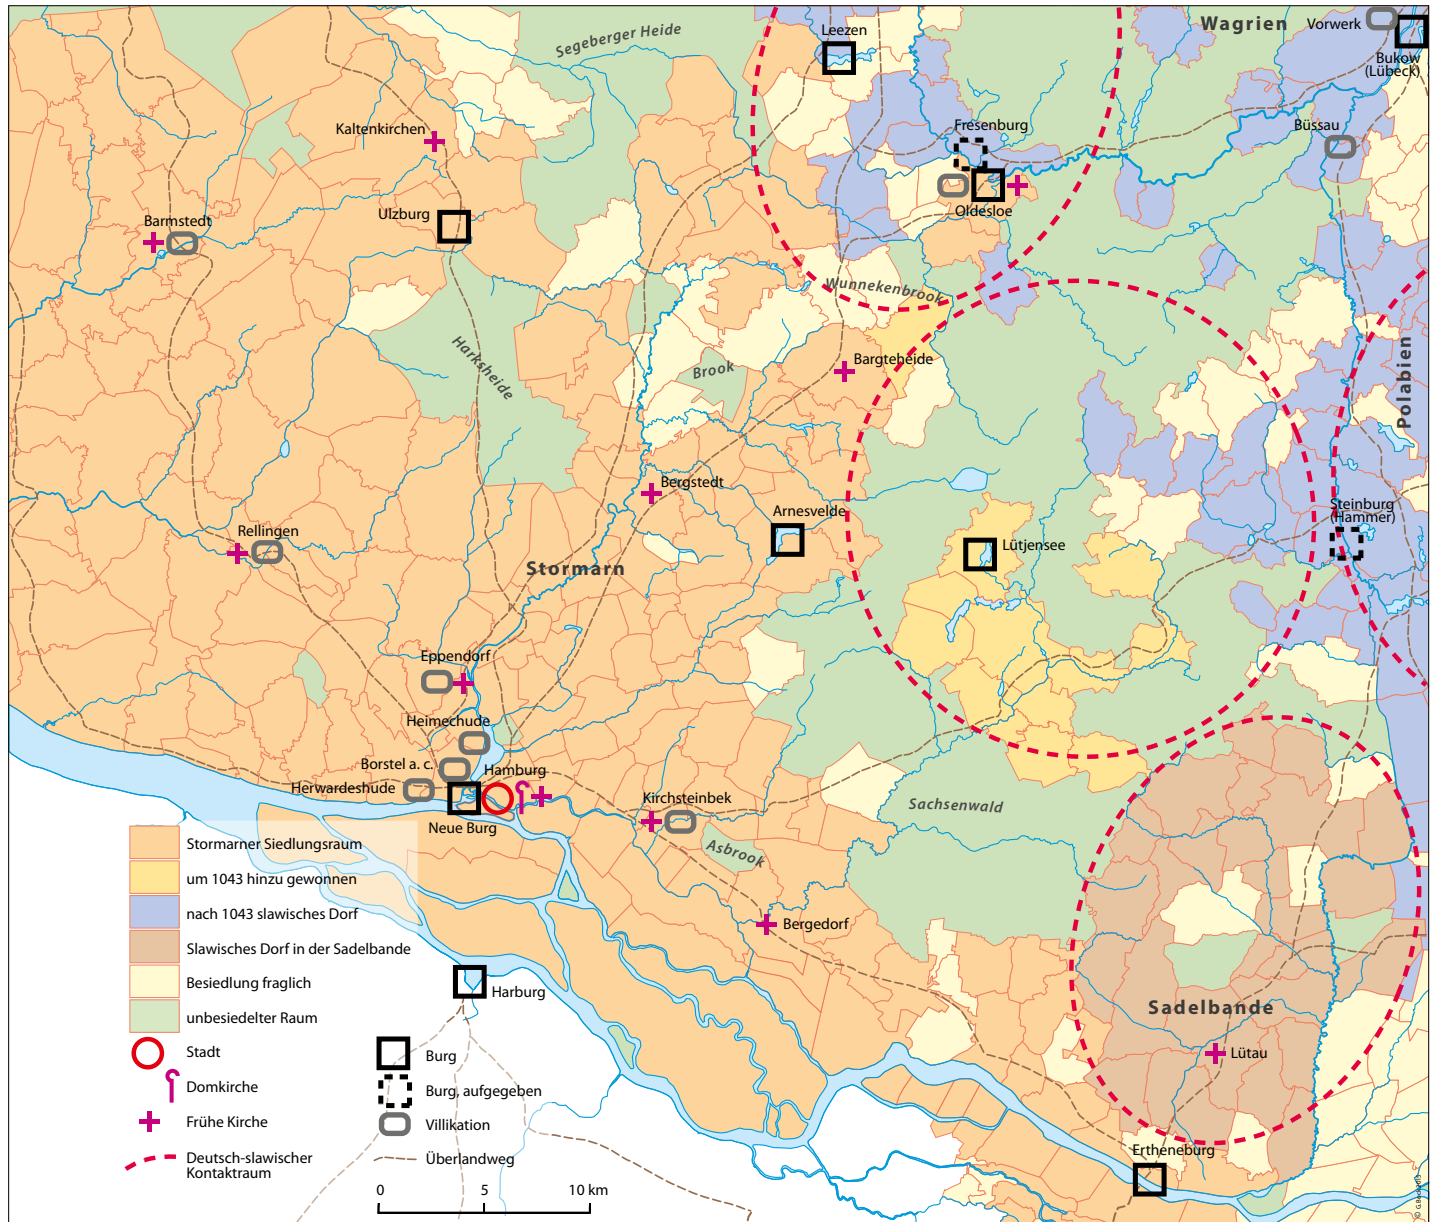 Wagrien
Vorwerk
Bukow
(Lübeck)
Leezen
Segeberger Heide
Kaltenkirchen
Fresenburg
Büssau
Barmstedt
Ulzburg
Oldesloe
Wunnekenbrook
Harksheide
Brook
Bargteheide
Polabien
Bergstedt
Arnesvelde
Steinburg
(Hammer)
Rellingen
Stormarn
Lütjensee
Eppendorf
Heimechude
Borstel a. c.
Hamburg
Herwardeshude
Neue Burg
Kirchsteinbek
Sachsenwald
Asbrook
Bergedorf
Harburg
Sadelbande
Lütau
Ertheneburg
Stormarner Siedlungsraum
um 1043 hinzu gewonnen
nach 1043 slawisches Dorf
Slawisches Dorf in der Sadelbande
Besiedlung fraglich
unbesiedelter Raum
Stadt
Domkirche
Frühe Kirche
Deutsch-slawischer
Kontaktraum
Burg
Burg, aufgegeben
Villikation
Überlandweg
0 5 10 km